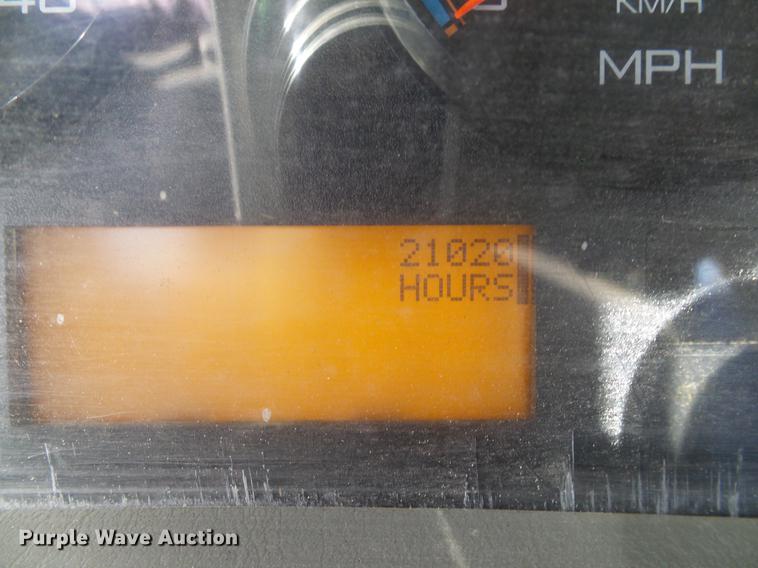 KM/H
MPH
21020
HOURS
Purple Wave Auction